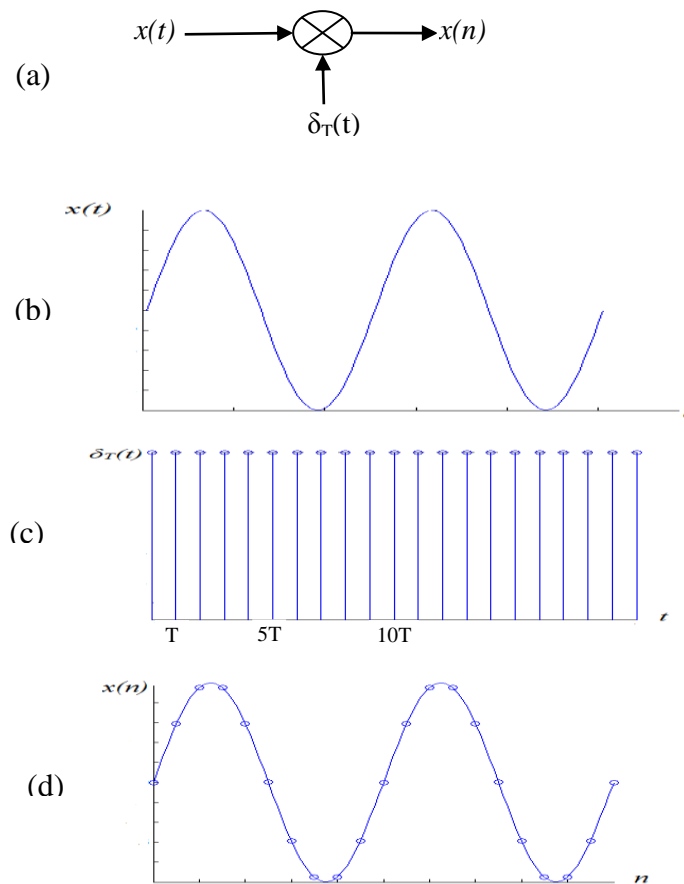 x(t) x(n)
(a)
δT(t)
x(t)
(b)
δT(t)
(c)
t
T 5T 10T
x(n)
(d)
n